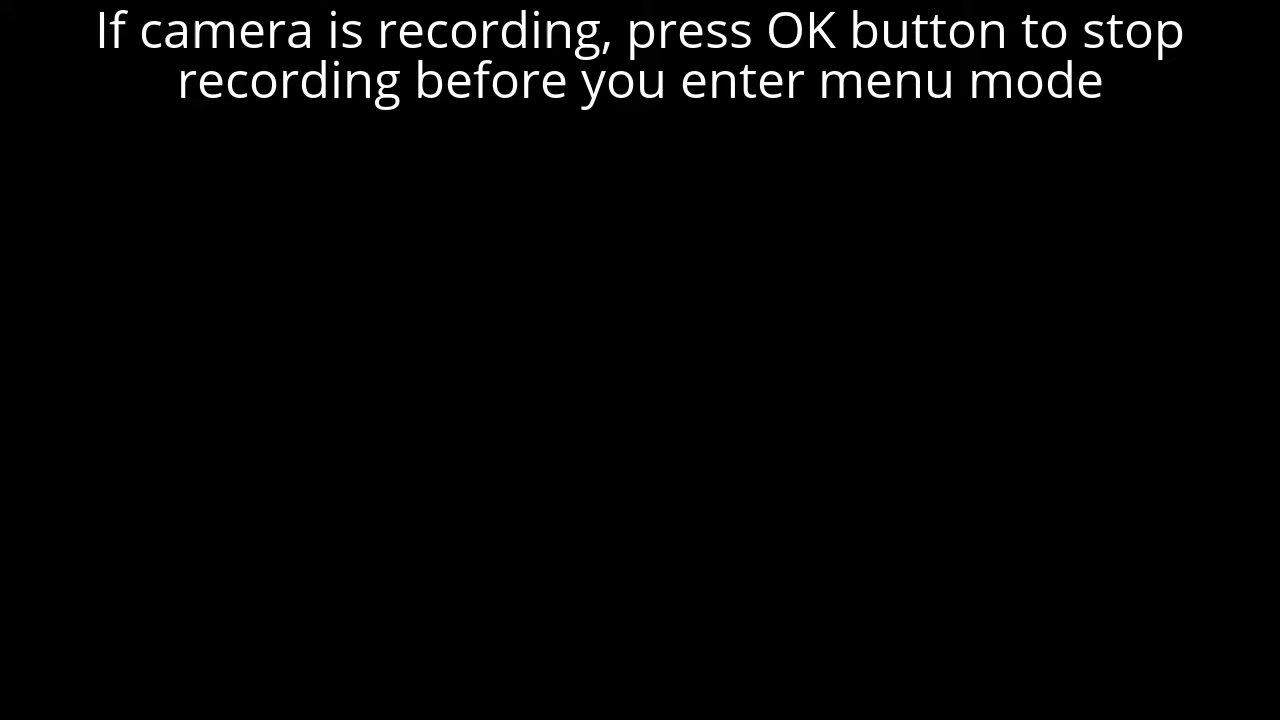 If camera is recording, press OK button to stop
recording before you enter menu mode